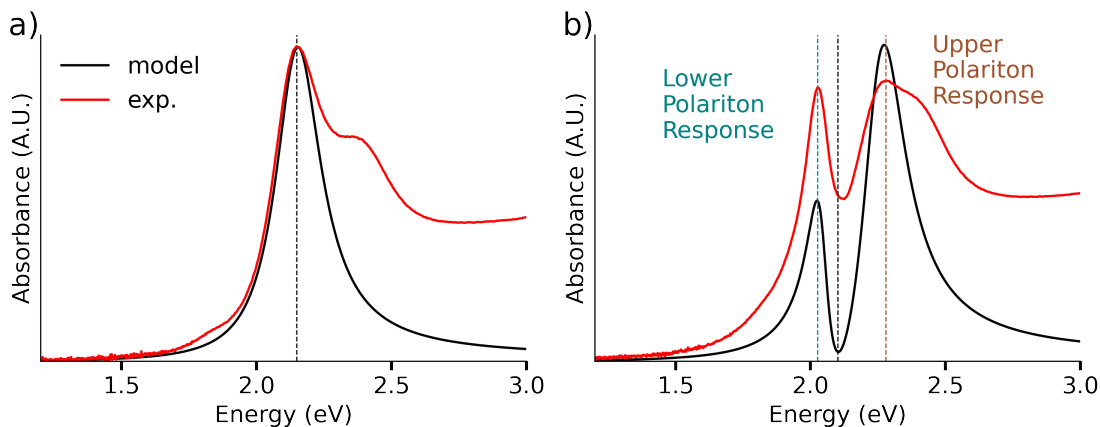 a)
model
exp.
Absorbance (A.U.)
1.5 2.0 2.5 3.0
Energy (eV)
b)
Lower
Polariton
Response
Upper
Polariton
Response
Absorbance (A.U.)
1.5 2.0 2.5 3.0
Energy (eV)